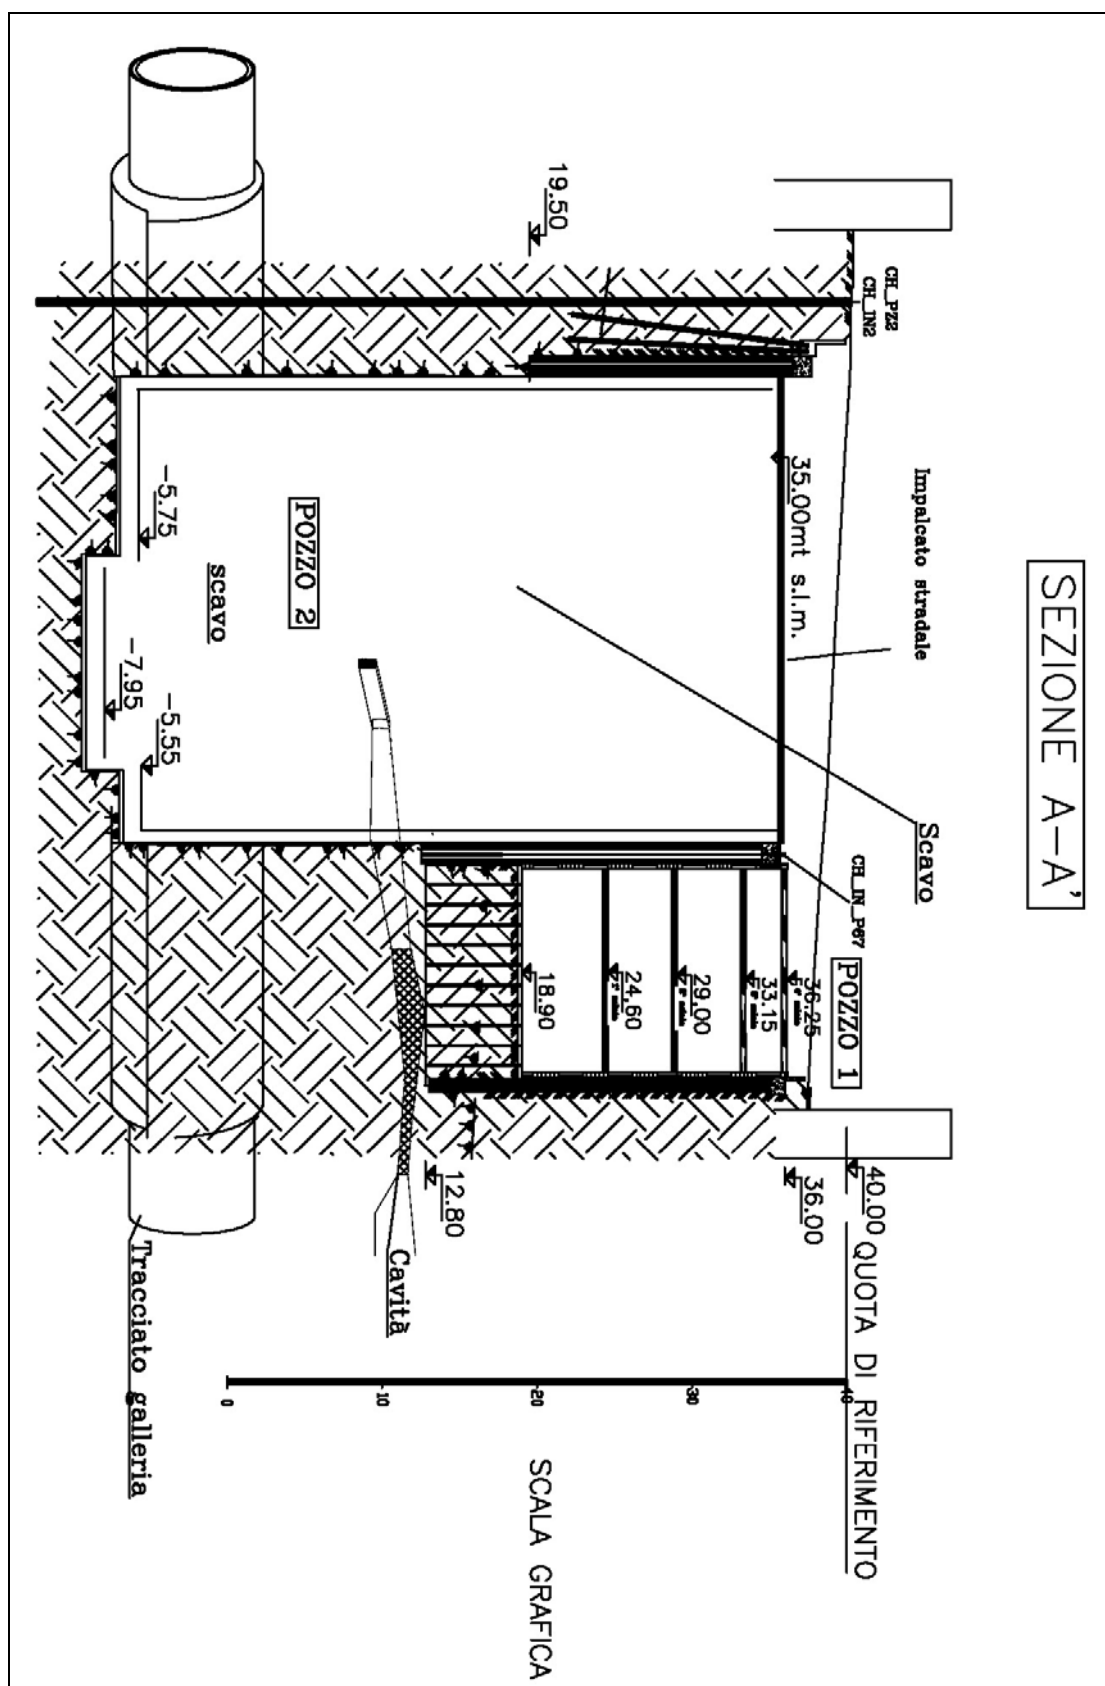 SEZIONE A-A'
Impalcato stradale
Scavo
CH_PZ2
CH_IN2
CH_IN_P67
POZZO 1
40.00
QUOTA DI RIFERIMENTO
36.25
36.00
35.00mt s.l.m.
33.15
29.00
24.60
19.50
18.90
12.80
POZZO 2
scavo
Cavità
-5.75
-5.55
-7.95
Tracciato galleria
40
30
20
10
0
SCALA GRAFICA